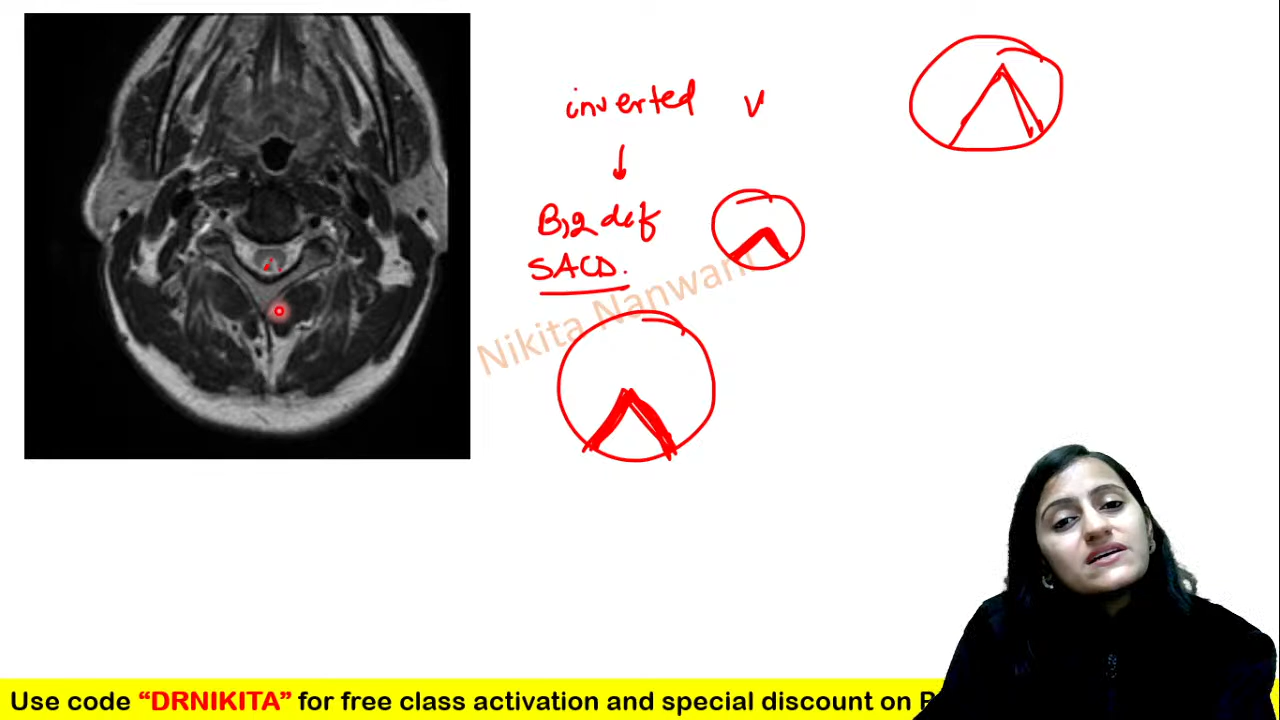 inverted V
B12 def
SACD.
Nikita Nanwani
Use code “DRNIKITA” for free class activation and special discount on